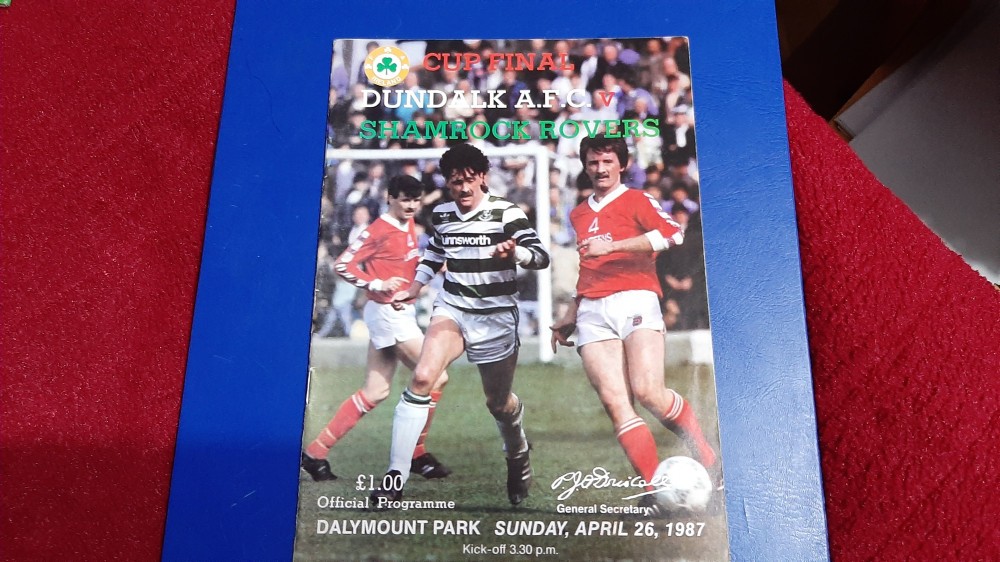 CUP FINAL
DUNDALK A.F.C. v
SHAMROCK ROVERS
4
£1.00
Official Programme
General Secretary
DALYMOUNT PARK SUNDAY, APRIL 26, 1987
Kick-off 3.30 p.m.